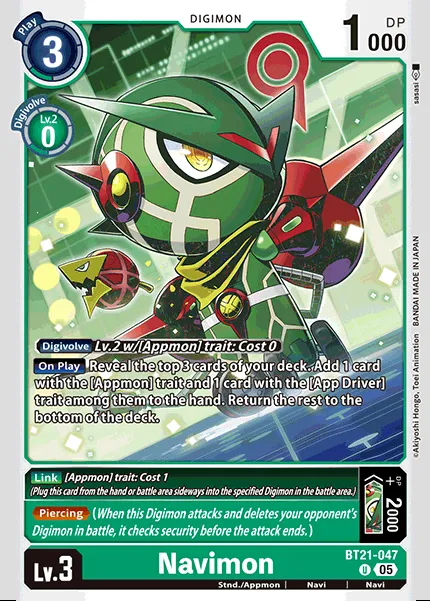 DIGIMON
Play
3
1000
DP
sasasi
Digivolve
Lv.2
0
©Akiyoshi Hongo, Toei Animation BANDAI MADE IN JAPAN
Digivolve Lv.2 w/[Appmon] trait: Cost 0
On Play Reveal the top 3 cards of your deck. Add 1 card
with the [Appmon] trait and 1 card with the [App Driver]
trait among them to the hand. Return the rest to the
bottom of the deck.
Link [Appmon] trait: Cost 1
(Plug this card from the hand or battle area sideways into the specified Digimon in the battle area.)
Piercing (When this Digimon attacks and deletes your opponent's
Digimon in battle, it checks security before the attack ends.)
DP
+2000
Lv.3
Navimon
BT21-047
U 05
Stnd./Appmon | Navi | Navi